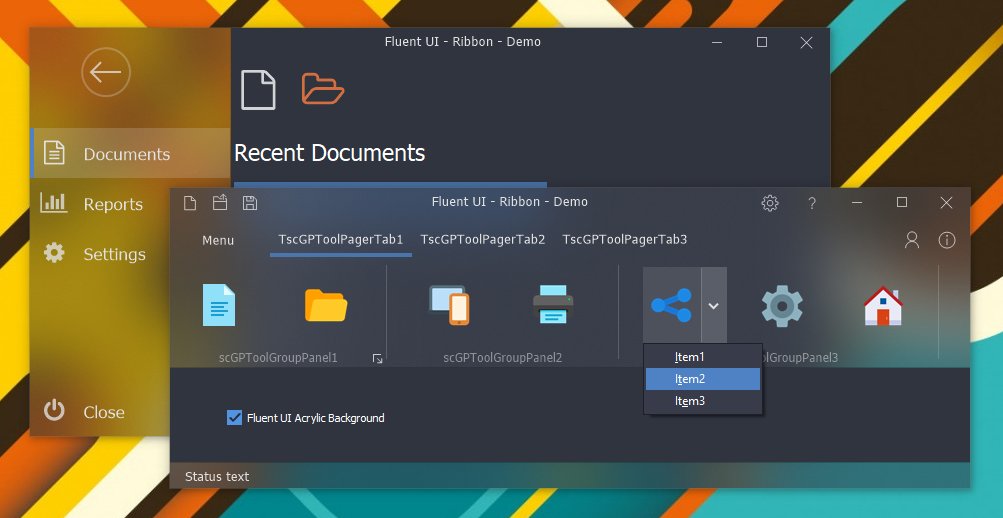 Fluent UI - Ribbon - Demo
Documents
Recent Documents
Reports
Settings
Close
Fluent UI - Ribbon - Demo
?
Menu
TscGPToolPagerTab1
TscGPToolPagerTab2
TscGPToolPagerTab3
scGPToolGroupPanel1
scGPToolGroupPanel2
olGroupPanel3
Item1
Item2
Item3
Fluent UI Acrylic Background
Status text